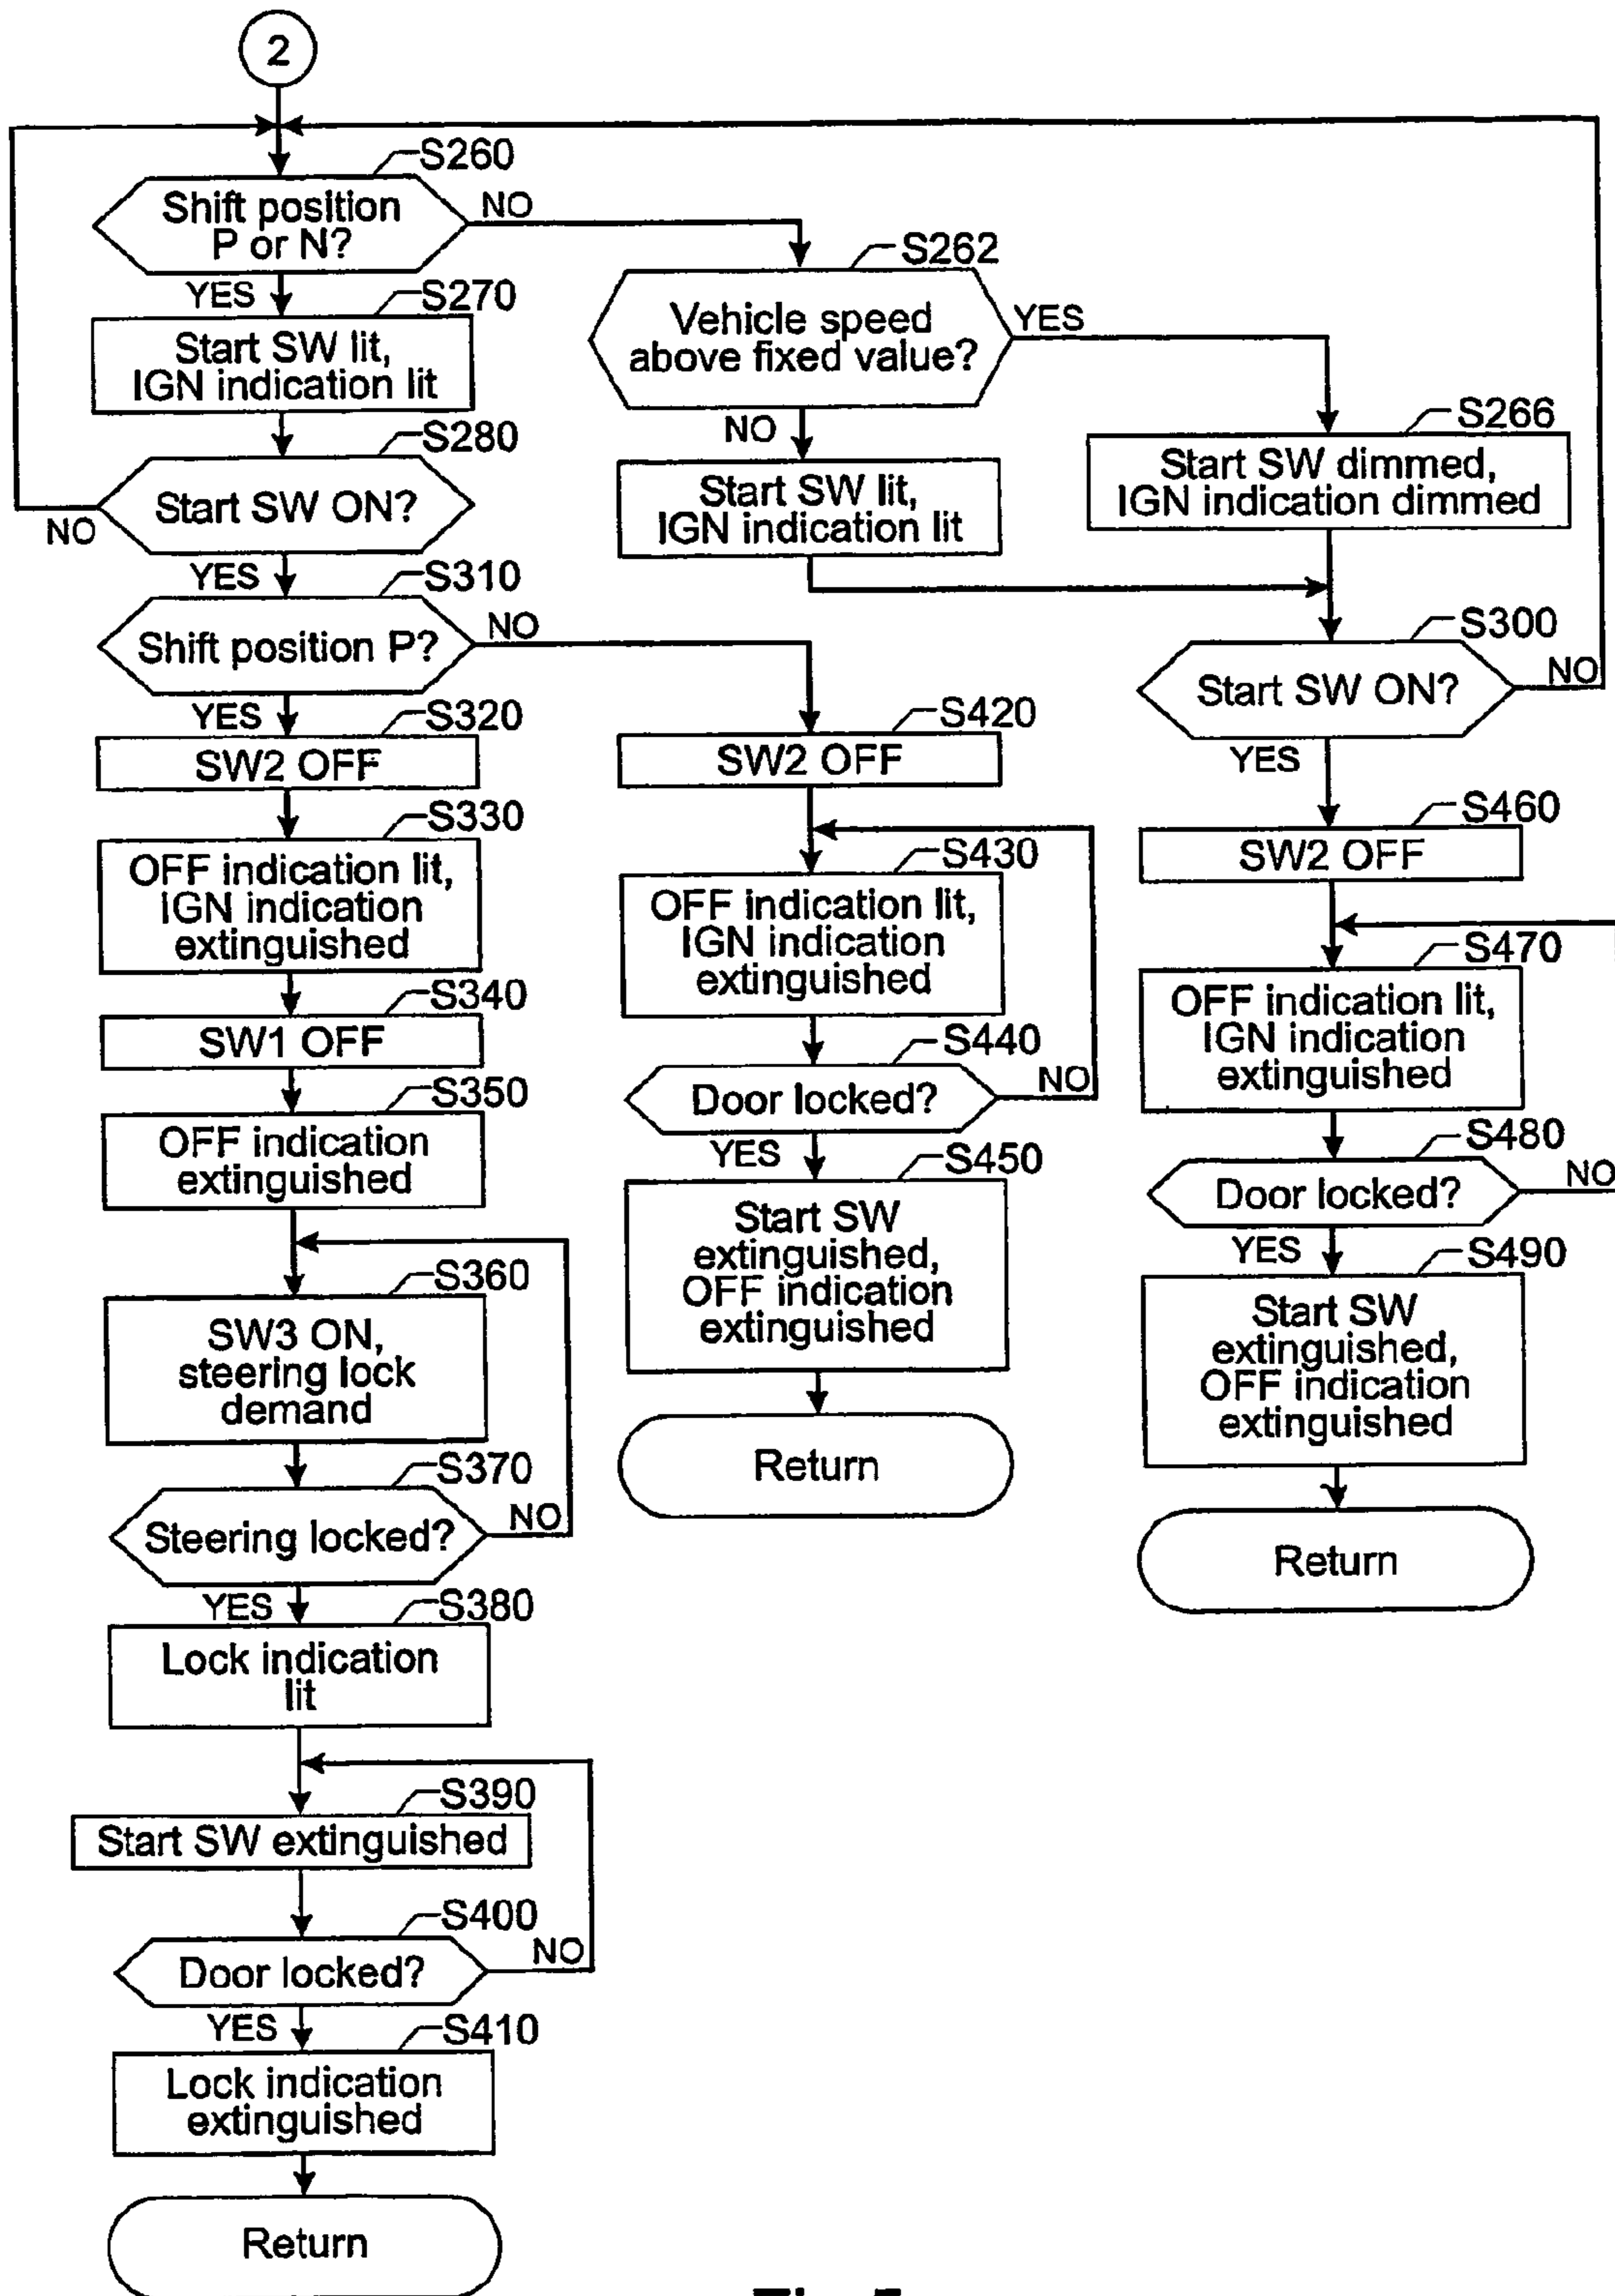 2
S260
Shift position
P or N?
NO
YES
S270
Start SW lit,
IGN indication lit
S280
Start SW ON?
NO
YES
S262
Vehicle speed
above fixed value?
YES
NO
Start SW lit,
IGN indication lit
S266
Start SW dimmed,
IGN indication dimmed
S300
Start SW ON?
NO
YES
S310
Shift position P?
NO
YES
S320
SW2 OFF
S330
OFF indication lit,
IGN indication
extinguished
S340
SW1 OFF
S350
OFF indication
extinguished
S360
SW3 ON,
steering lock
demand
S370
Steering locked?
NO
YES
S380
Lock indication
lit
S390
Start SW extinguished
S400
Door locked?
NO
YES
S410
Lock indication
extinguished
Return
S420
SW2 OFF
S430
OFF indication lit,
IGN indication
extinguished
S440
Door locked?
NO
YES
S450
Start SW
extinguished,
OFF indication
extinguished
Return
S460
SW2 OFF
S470
OFF indication lit,
IGN indication
extinguished
S480
Door locked?
NO
YES
S490
Start SW
extinguished,
OFF indication
extinguished
Return